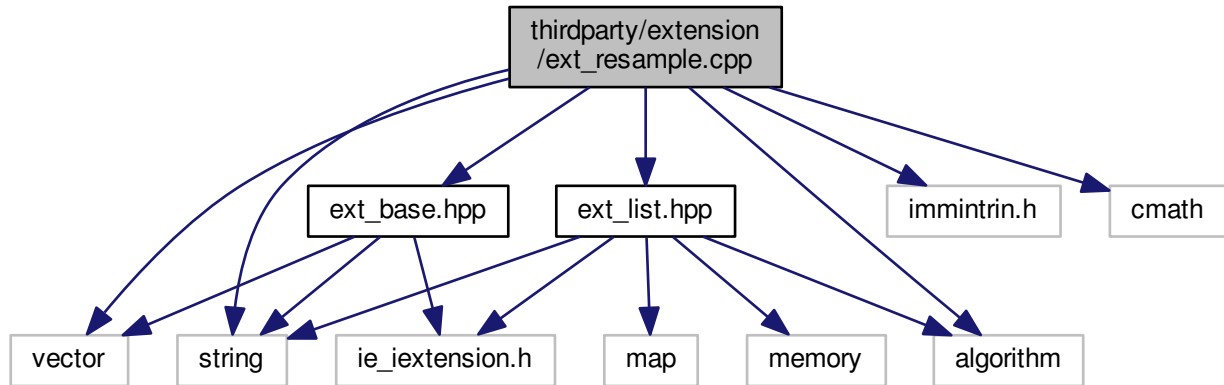 thirdparty/extension
/ext_resample.cpp
ext_base.hpp
ext_list.hpp
immintrin.h
cmath
vector
string
ie_iextension.h
map
memory
algorithm